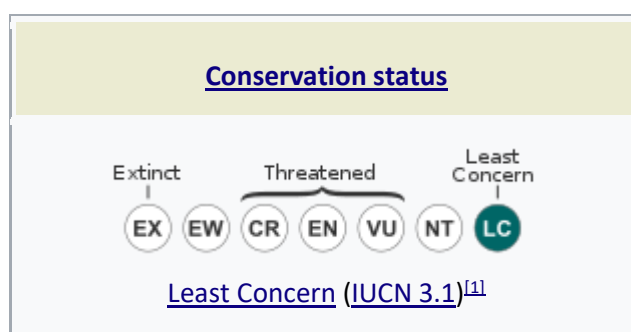 Conservation status
Extinct Threatened Least
Concern
EX EW CR EN VU NT LC
Least Concern (IUCN 3.1)[1]